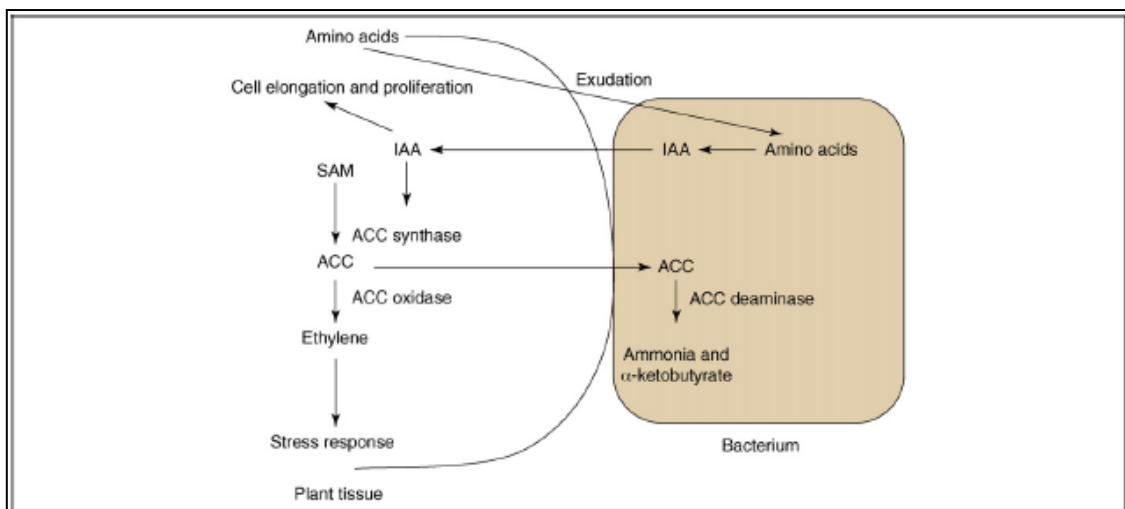 Amino acids
Exudation
Cell elongation and proliferation
IAA
IAA
Amino acids
SAM
ACC synthase
ACC
ACC
ACC oxidase
ACC deaminase
Ethylene
Ammonia and
α-ketobutyrate
Stress response
Bacterium
Plant tissue